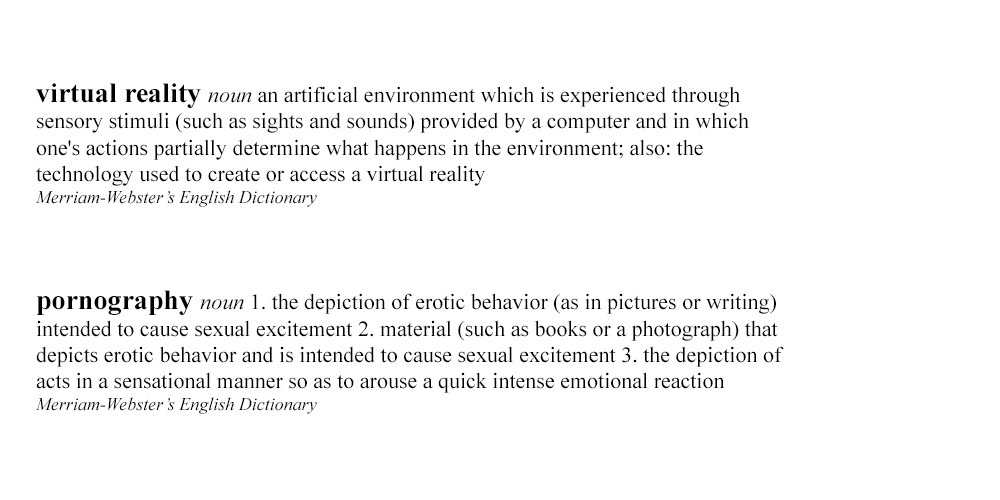 virtual reality noun an artificial environment which is experienced through
sensory stimuli (such as sights and sounds) provided by a computer and in which
one's actions partially determine what happens in the environment; also: the
technology used to create or access a virtual reality
Merriam-Webster's English Dictionary
pornography noun 1. the depiction of erotic behavior (as in pictures or writing)
intended to cause sexual excitement 2. material (such as books or a photograph) that
depicts erotic behavior and is intended to cause sexual excitement 3. the depiction of
acts in a sensational manner so as to arouse a quick intense emotional reaction
Merriam-Webster's English Dictionary